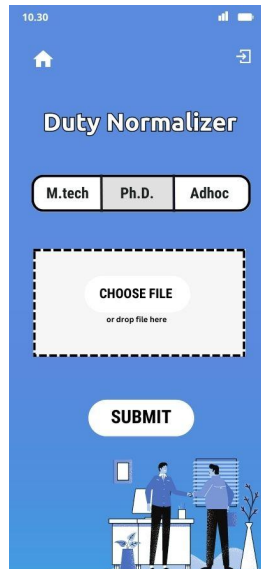 10.30
Duty Normalizer
M.tech Ph.D. Adhoc
CHOOSE FILE
or drop file here
SUBMIT